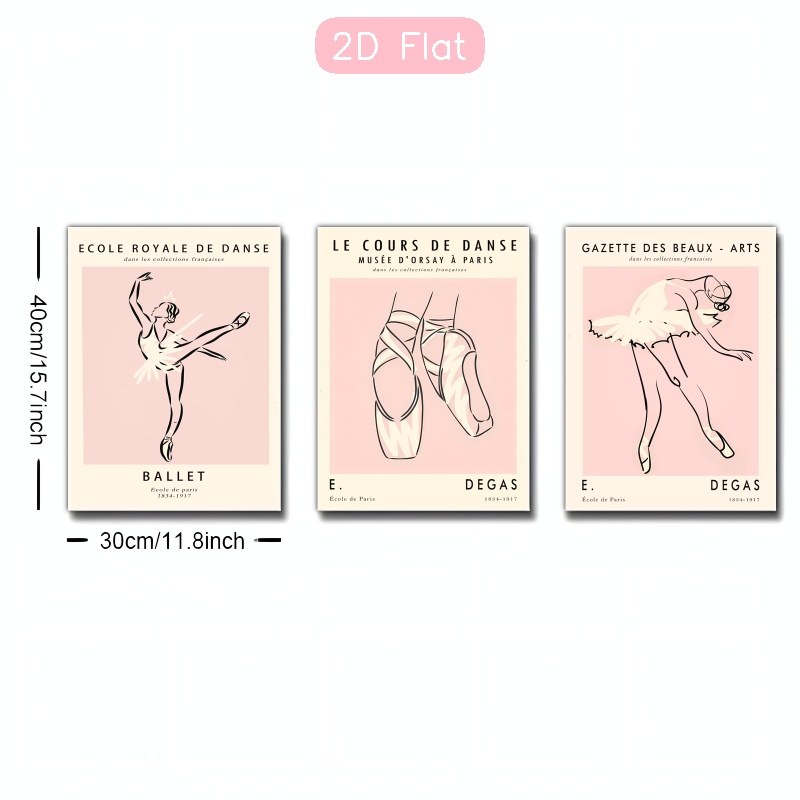 2D Flat
40cm/15.7inch
30cm/11.8inch
ECOLE ROYALE DE DANSE
dans les collections françaises
BALLET
Ecole de paris
1834-1917
LE COURS DE DANSE
MUSÉE D'ORSAY À PARIS
dans les collections françaises
E. DEGAS
École de Paris 1834-1917
GAZETTE DES BEAUX - ARTS
dans les collections francaises
E. DEGAS
École de Paris 1834-1917